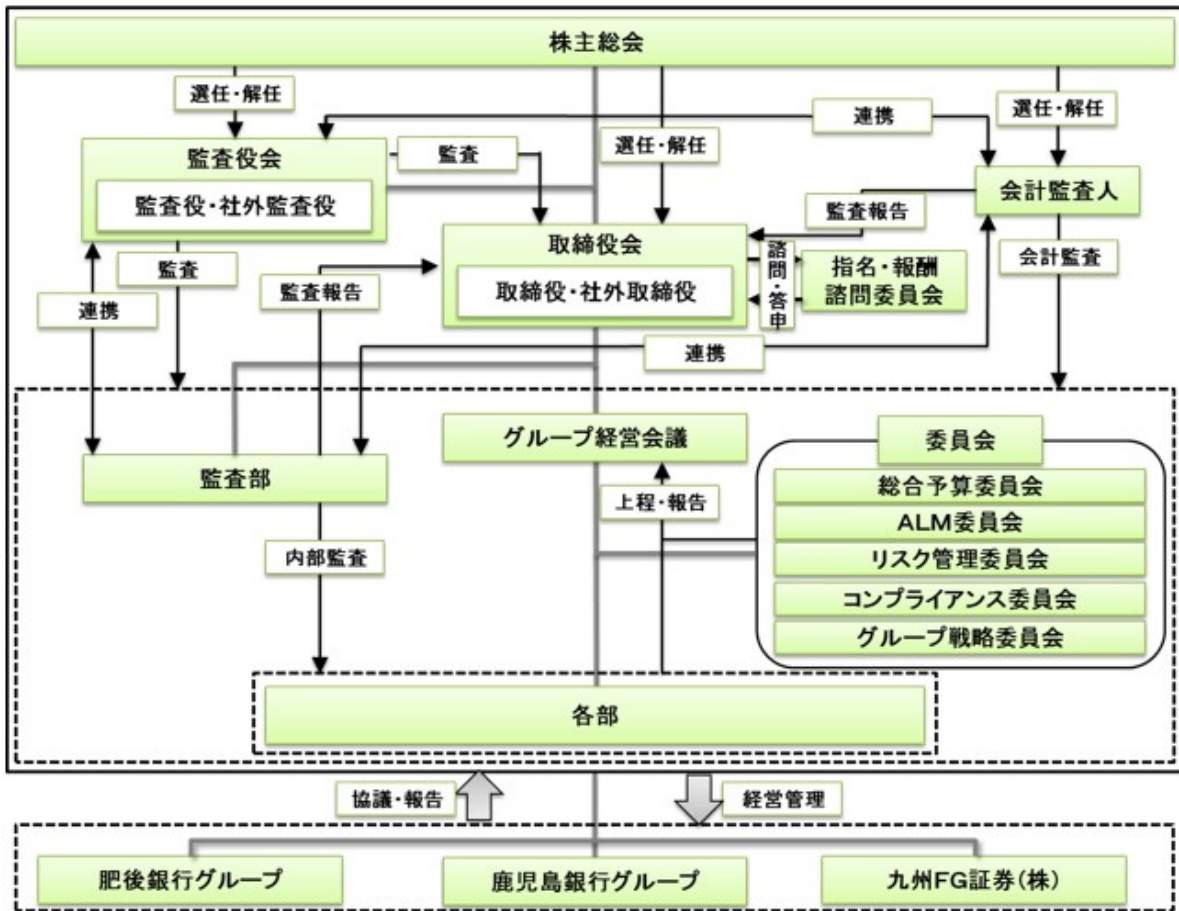 株主総会
選任・解任
選任・解任
選任・解任
連携
監査役会
監査役・社外監査役
監査
会計監査人
監査報告
取締役会
取締役・社外取締役
諮問・答申
指名・報酬
諮問委員会
会計監査
監査
監査報告
連携
連携
グループ経営会議
委員会
監査部
総合予算委員会
上程・報告
ALM委員会
内部監査
リスク管理委員会
コンプライアンス委員会
グループ戦略委員会
各部
協議・報告
経営管理
肥後銀行グループ
鹿児島銀行グループ
九州FG証券(株)